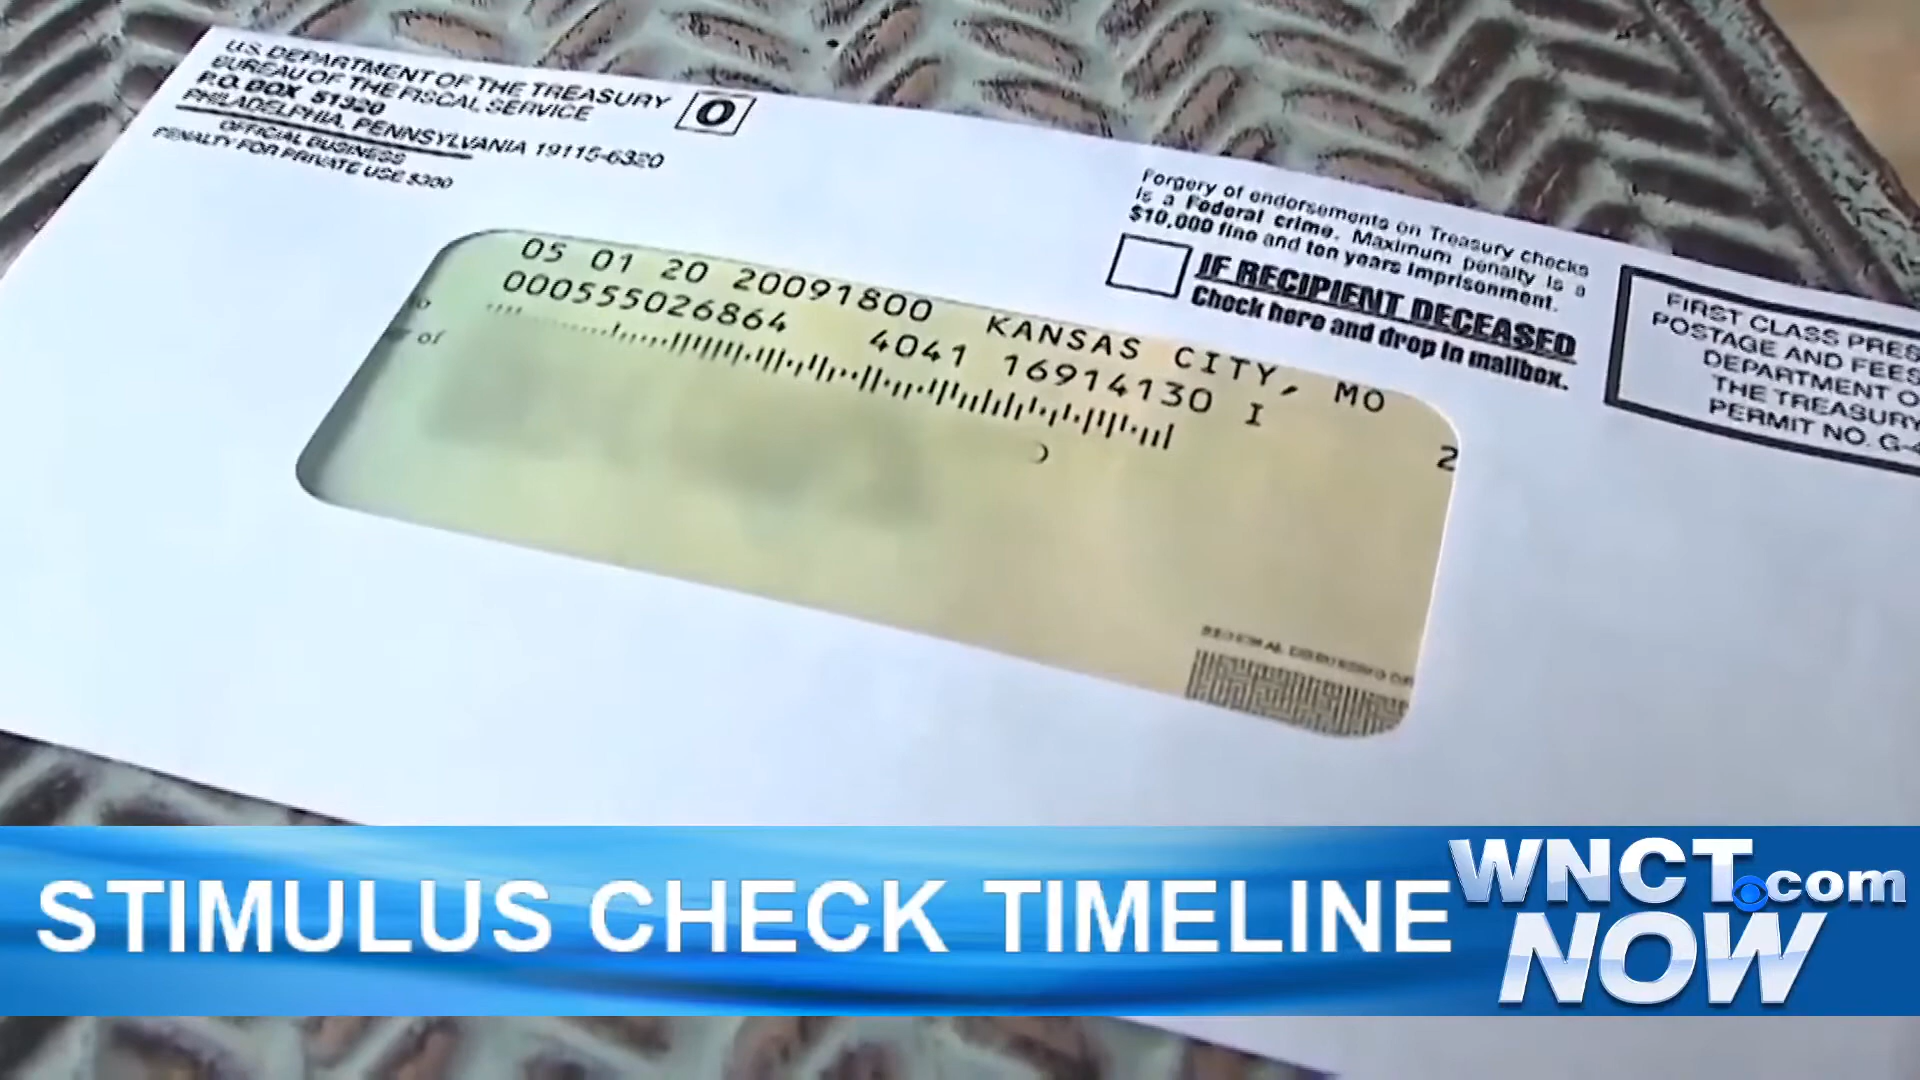 U.S. DEPARTMENT OF THE TREASURY
BUREAU OF THE FISCAL SERVICE
P.O. BOX 51320
PHILADELPHIA, PENNSYLVANIA 19115-6320
OFFICIAL BUSINESS
PENALTY FOR PRIVATE USE $300
O
Forgery of endorsements on Treasury checks
is a Federal crime. Maximum penalty is a
$10,000 fine and ten years imprisonment.
IF RECIPIENT DECEASED
Check here and drop in mailbox.
FIRST CLASS PRES
POSTAGE AND FEES
DEPARTMENT O
THE TREASURY
PERMIT NO. G-4
05 01 20 20091800 KANSAS CITY, MO
000555026864 4041 16914130 I
2
of
STIMULUS CHECK TIMELINE
WNCT.com
NOW